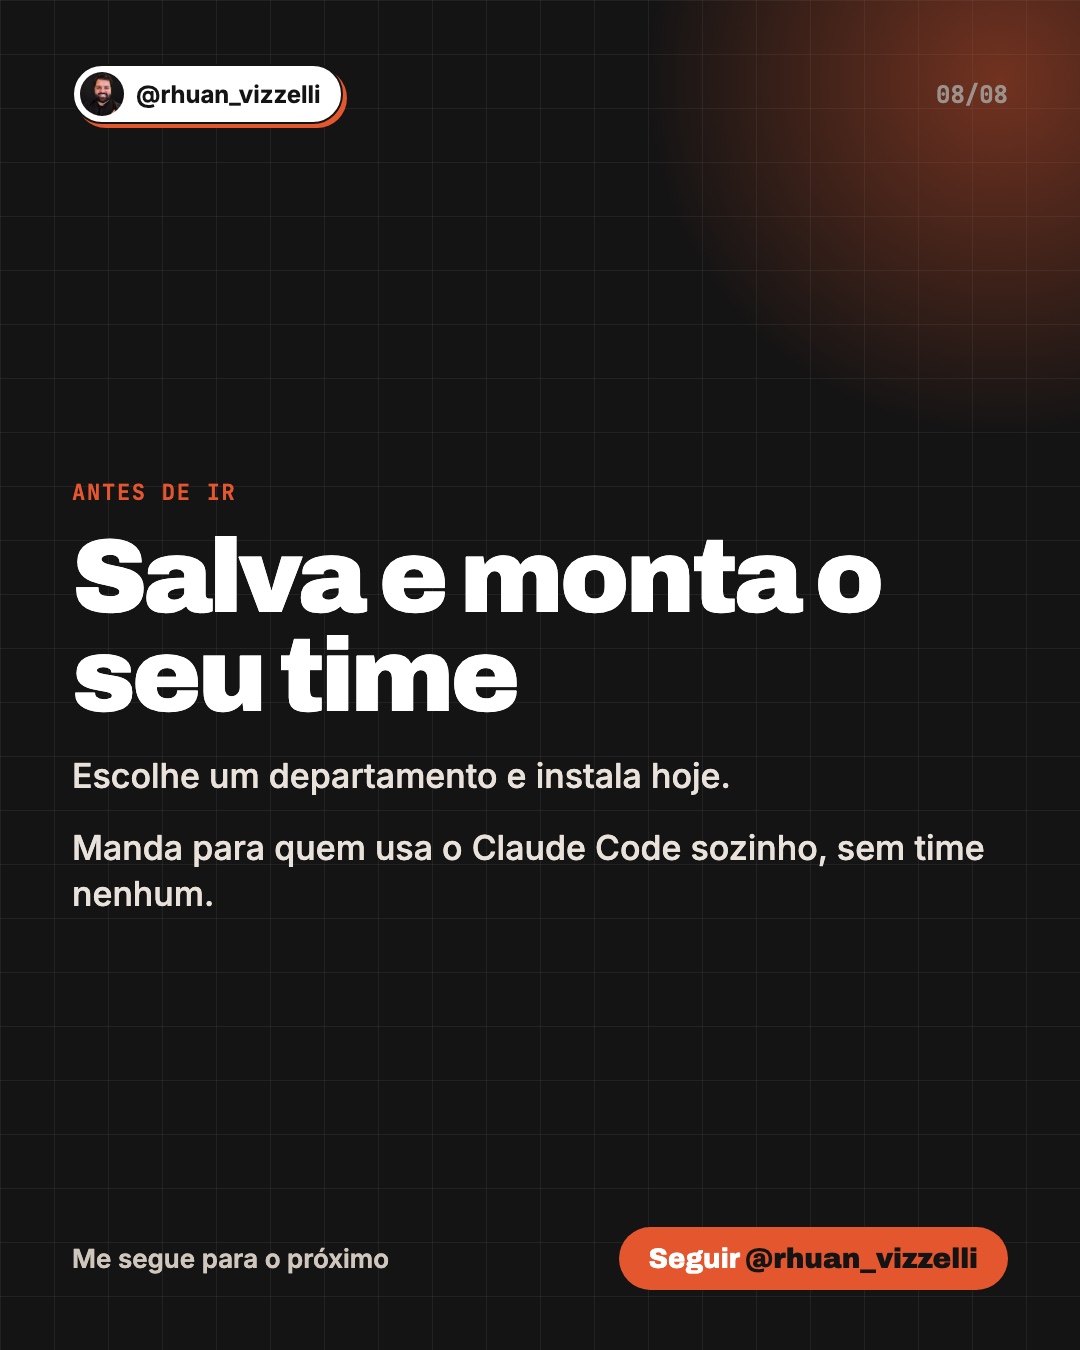 @rhuan_vizzelli
08/08
ANTES DE IR
Salva e monta o
seu time
Escolhe um departamento e instala hoje.
Manda para quem usa o Claude Code sozinho, sem time
nenhum.
Me segue para o próximo
Seguir @rhuan_vizzelli